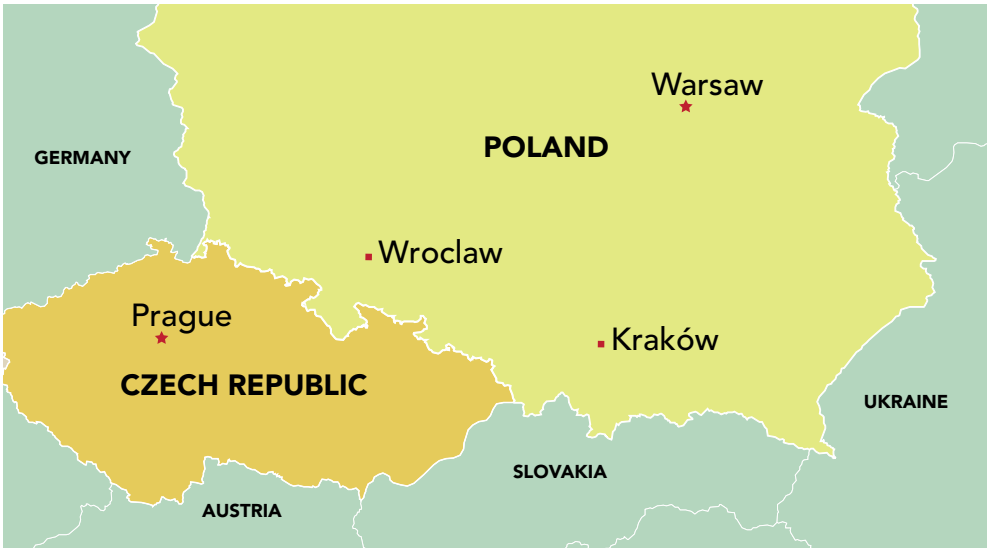 Warsaw
POLAND
GERMANY
Wroclaw
Prague
Kraków
CZECH REPUBLIC
UKRAINE
SLOVAKIA
AUSTRIA